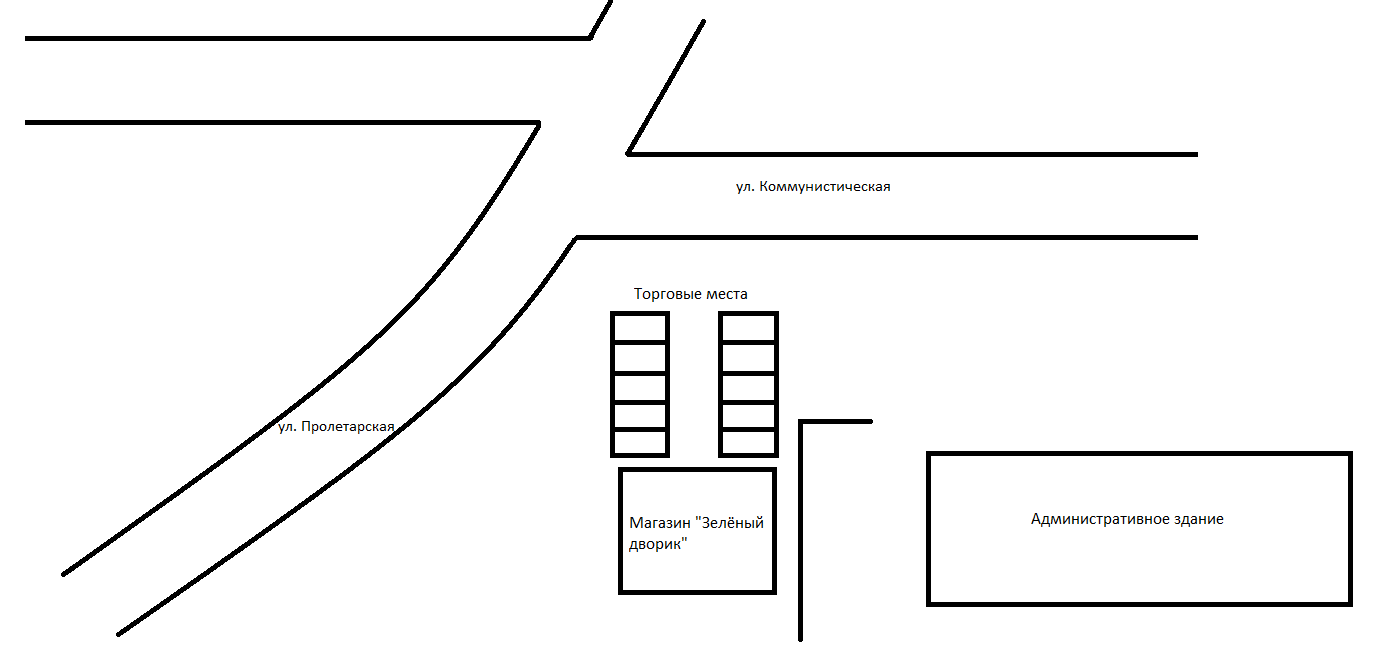 ул. Коммунистическая
Торговые места
ул. Пролетарская
Магазин "Зелёный
дворик"
Административное здание